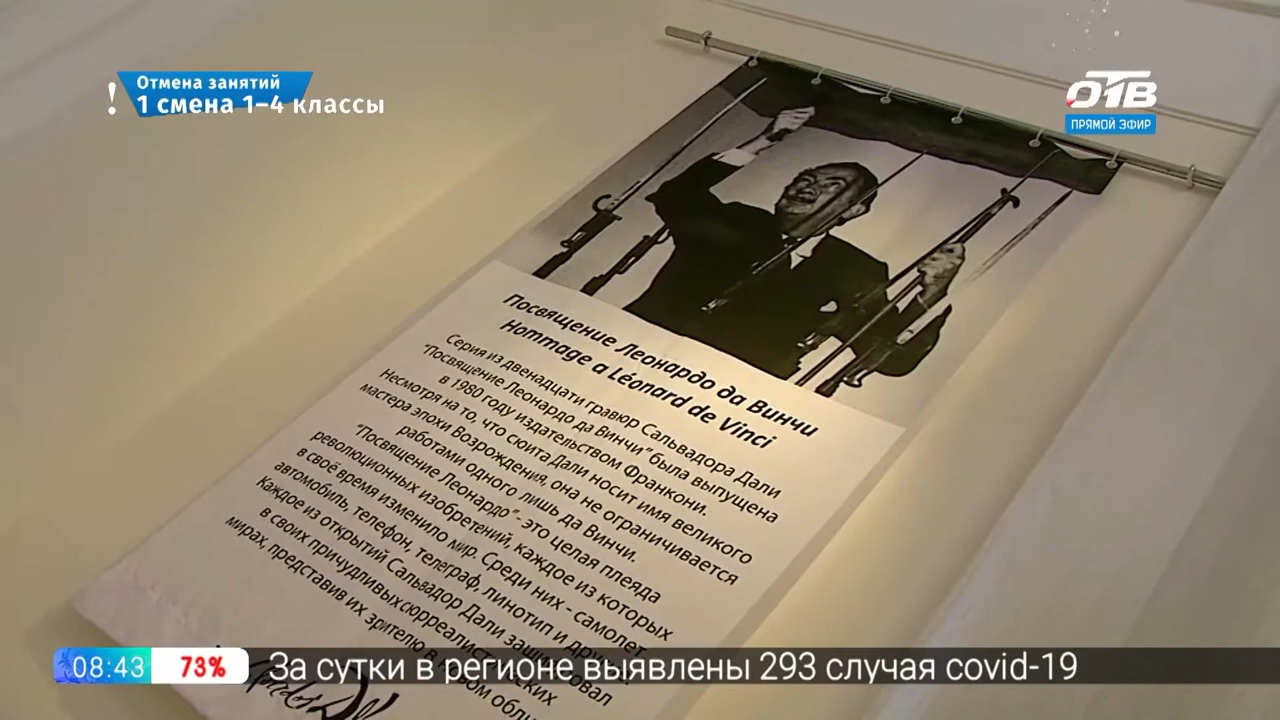 Отмена занятий
! 1 смена 1–4 классы
ОТВ
ПРЯМОЙ ЭФИР
Посвящение Леонардо да Винчи
Hommage a Léonard de Vinci
Серия из двенадцати гравюр Сальвадора Дали
"Посвящение Леонардо да Винчи" была выпущена
в 1980 году издательством Франкони.
Несмотря на то, что сюита Дали носит имя великого
мастера эпохи Возрождения, она не ограничивается
работами одного лишь да Винчи.
"Посвящение Леонардо" - это целая плеяда
революционных изобретений, каждое из которых
в своё время изменило мир. Среди них - самолет,
автомобиль, телефон, телеграф, линотип и другие.
Каждое из открытий Сальвадор Дали зашифровал
в своих причудливых сюрреалистических
мирах, представив их зрителю в новом
08:43 73% За сутки в регионе выявлены 293 случая covid-19